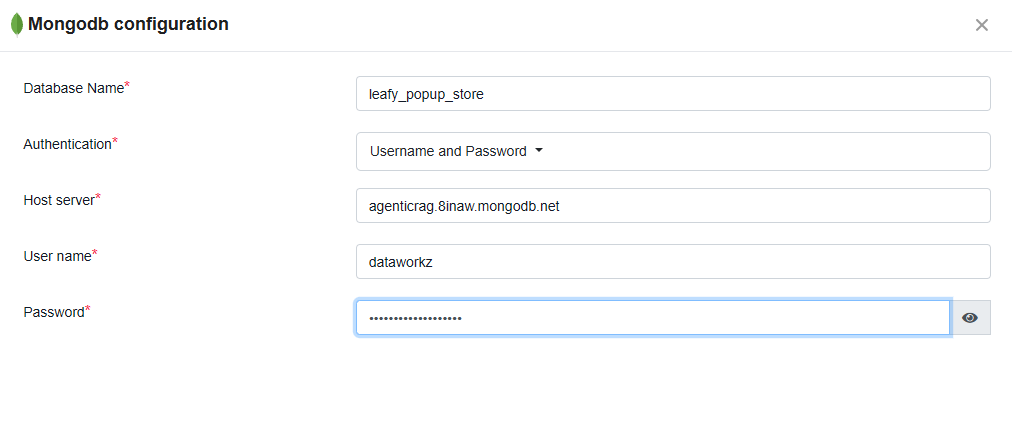 Mongodb configuration
Database Name*
leafy_popup_store
Authentication*
Username and Password
Host server*
agenticrag.8inaw.mongodb.net
User name*
dataworkz
Password*
•••••••••••••••••••